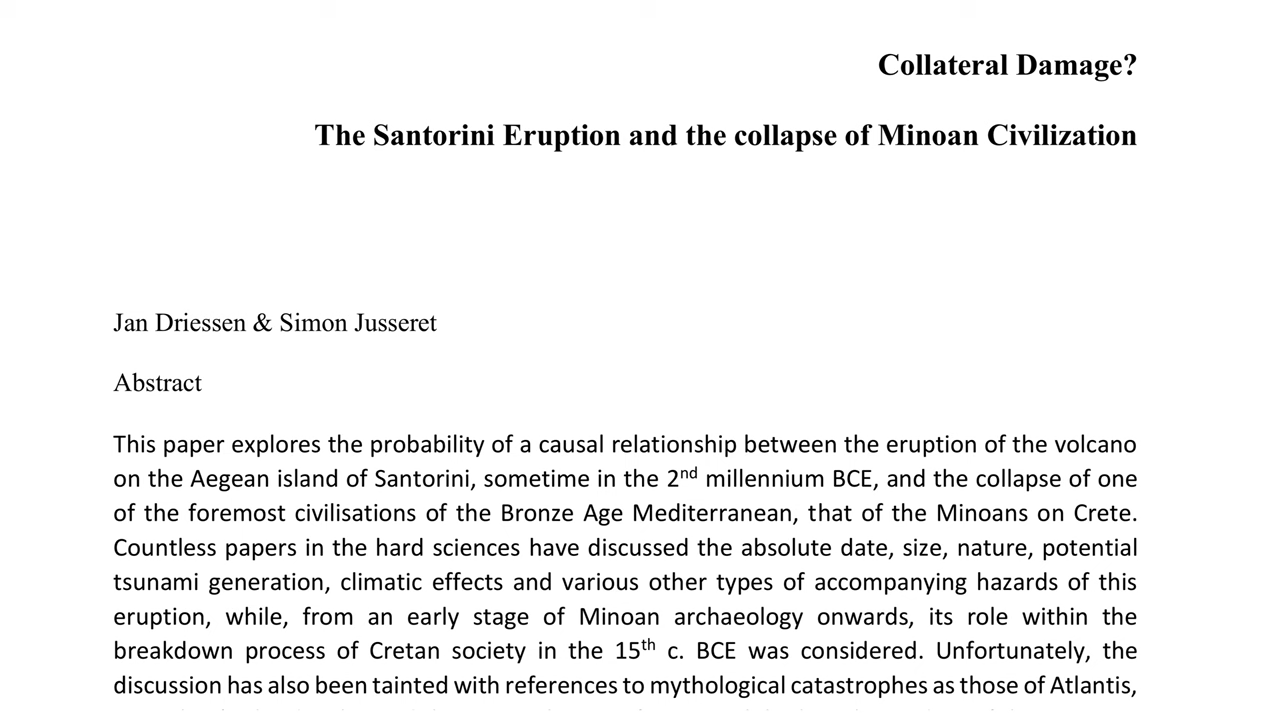 Collateral Damage?
The Santorini Eruption and the collapse of Minoan Civilization
Jan Driessen & Simon Jusseret
Abstract
This paper explores the probability of a causal relationship between the eruption of the volcano
on the Aegean island of Santorini, sometime in the 2nd millennium BCE, and the collapse of one
of the foremost civilisations of the Bronze Age Mediterranean, that of the Minoans on Crete.
Countless papers in the hard sciences have discussed the absolute date, size, nature, potential
tsunami generation, climatic effects and various other types of accompanying hazards of this
eruption, while, from an early stage of Minoan archaeology onwards, its role within the
breakdown process of Cretan society in the 15th c. BCE was considered. Unfortunately, the
discussion has also been tainted with references to mythological catastrophes as those of Atlantis,